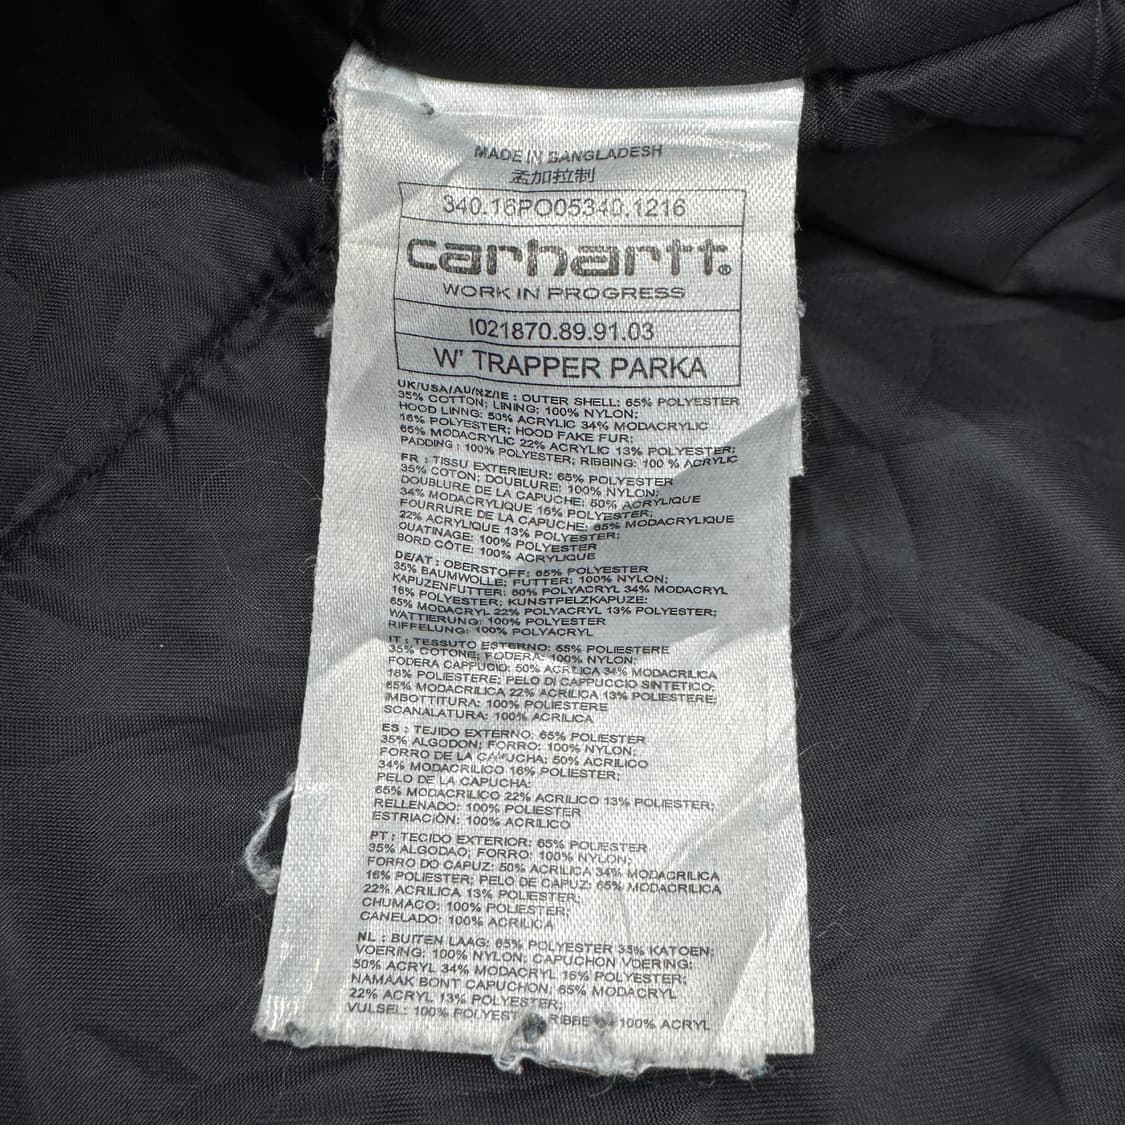 MADE IN BANGLADESH
孟加拉制
340.16PO05340.1216
carhartt®
WORK IN PROGRESS
I021870.89.91.03
W' TRAPPER PARKA
UK/USA/AU/NZ/IE : OUTER SHELL: 65% POLYESTER
35% COTTON; LINING: 100% NYLON;
HOOD LINNG: 50% ACRYLIC 34% MODACRYLIC
16% POLYESTER; HOOD FAKE FUR:
65% MODACRYLIC 22% ACRYLIC 13% POLYESTER;
PADDING : 100% POLYESTER; RIBBING: 100 % ACRYLIC
FR : TISSU EXTERIEUR: 65% POLYESTER
35% COTON; DOUBLURE: 100% NYLON;
DOUBLURE DE LA CAPUCHE: 50% ACRYLIQUE
34% MODACRYLIQUE 16% POLYESTER;
FOURRURE DE LA CAPUCHE: 65% MODACRYLIQUE
22% ACRYLIQUE 13% POLYESTER;
OUATINAGE: 100% POLYESTER
BORD CÔTE: 100% ACRYLIQUE
DE/AT : OBERSTOFF: 65% POLYESTER
35% BAUMWOLLE; FUTTER: 100% NYLON;
KAPUZENFUTTER: 50% POLYACRYL 34% MODACRYL
16% POLYESTER; KUNSTPELZKAPUZE:
65% MODACRYL 22% POLYACRYL 13% POLYESTER;
WATTIERUNG: 100% POLYESTER
RIFFELUNG: 100% POLYACRYL
IT : TESSUTO ESTERNO: 65% POLIESTERE
35% COTONE; FODERA: 100% NYLON;
FODERA CAPPUCIO: 50% ACRLICA 34% MODACRILICA
16% POLIESTERE; PELO DI CAPPUCCIO SINTETICO:
65% MODACRILICA 22% ACRILICA 13% POLIESTERE;
IMBOTTITURA: 100% POLIESTERE
SCANALATURA: 100% ACRILICA
ES : TEJIDO EXTERNO: 65% POLIESTER
35% ALGODON; FORRO: 100% NYLON;
FORRO DE LA CAPUCHA: 50% ACRILICO
34% MODACRILICO 16% POLIESTER;
PELO DE LA CAPUCHA:
65% MODACRILICO 22% ACRILICO 13% POLIESTER;
RELLENADO: 100% POLIESTER
ESTRIACIÒN: 100% ACRILICO
PT : TECIDO EXTERIOR: 65% POLIESTER
35% ALGODAO; FORRO: 100% NYLON;
FORRO DO CAPUZ: 50% ACRILICA 34% MODACRILICA
16% POLIESTER; PELO DE CAPUZ: 65% MODACRILICA
22% ACRILICA 13% POLIESTER;
CHUMACO: 100% POLIESTER;
CANELADO: 100% ACRILICA
NL : BUITEN LAAG: 65% POLYESTER 35% KATOEN;
VOERING: 100% NYLON; CAPUCHON VOERING:
50% ACRYL 34% MODACRYL 16% POLYESTER;
NAMAAK BONT CAPUCHON; 65% MODACRYL
22% ACRYL 13% POLYESTER;
VULSEL: 100% 100% ACRYL